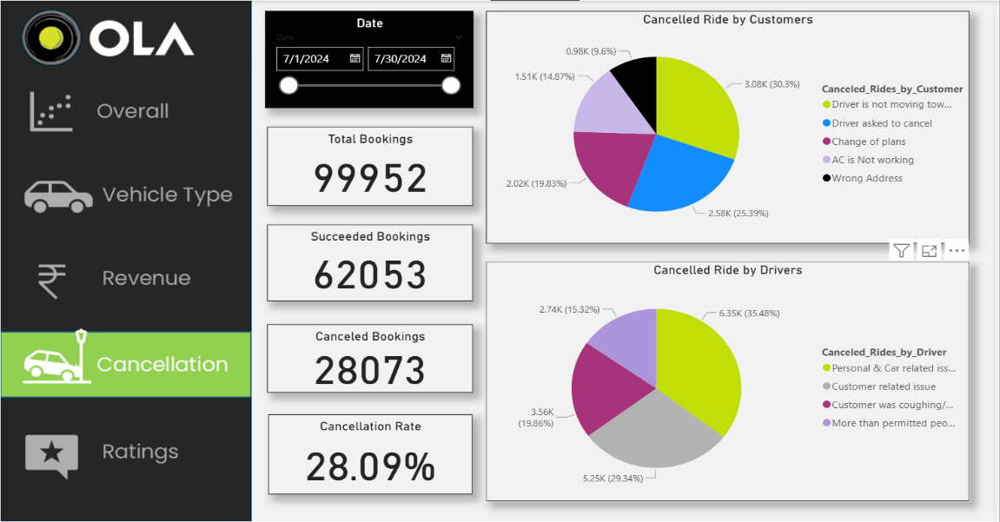 OLA
Overall
Vehicle Type
Revenue
Cancellation
Ratings
Date
Date
7/1/2024
7/30/2024
Total Bookings
99952
Succeeded Bookings
62053
Canceled Bookings
28073
Cancellation Rate
28.09%
Cancelled Ride by Customers
0.98K (9.6%)
1.51K (14.87%)
3.08K (30.3%)
2.02K (19.83%)
2.58K (25.39%)
Canceled_Rides_by_Customer
Driver is not moving tow...
Driver asked to cancel
Change of plans
AC is Not working
Wrong Address
Cancelled Ride by Drivers
2.74K (15.32%)
6.35K (35.48%)
3.56K
(19.86%)
5.25K (29.34%)
Canceled_Rides_by_Driver
Personal & Car related iss...
Customer related issue
Customer was coughing/...
More than permitted peo...